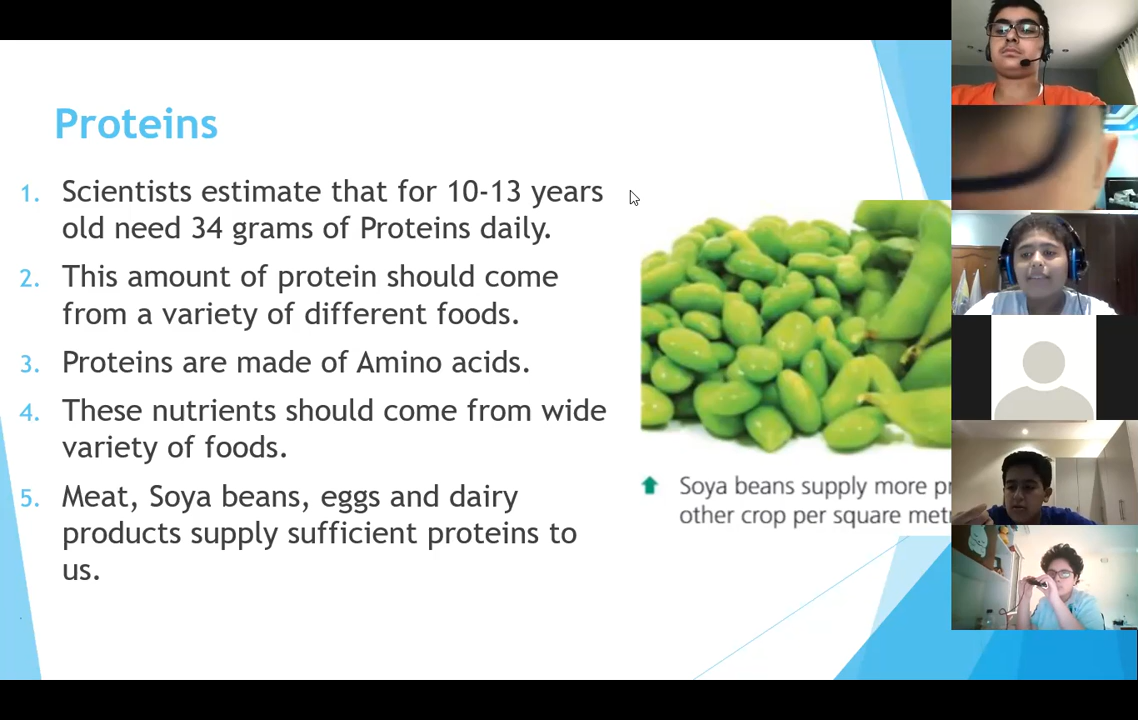 Proteins
1. Scientists estimate that for 10-13 years
old need 34 grams of Proteins daily.
2. This amount of protein should come
from a variety of different foods.
3. Proteins are made of Amino acids.
4. These nutrients should come from wide
variety of foods.
5. Meat, Soya beans, eggs and dairy
products supply sufficient proteins to
us.
Soya beans supply more
other crop per square